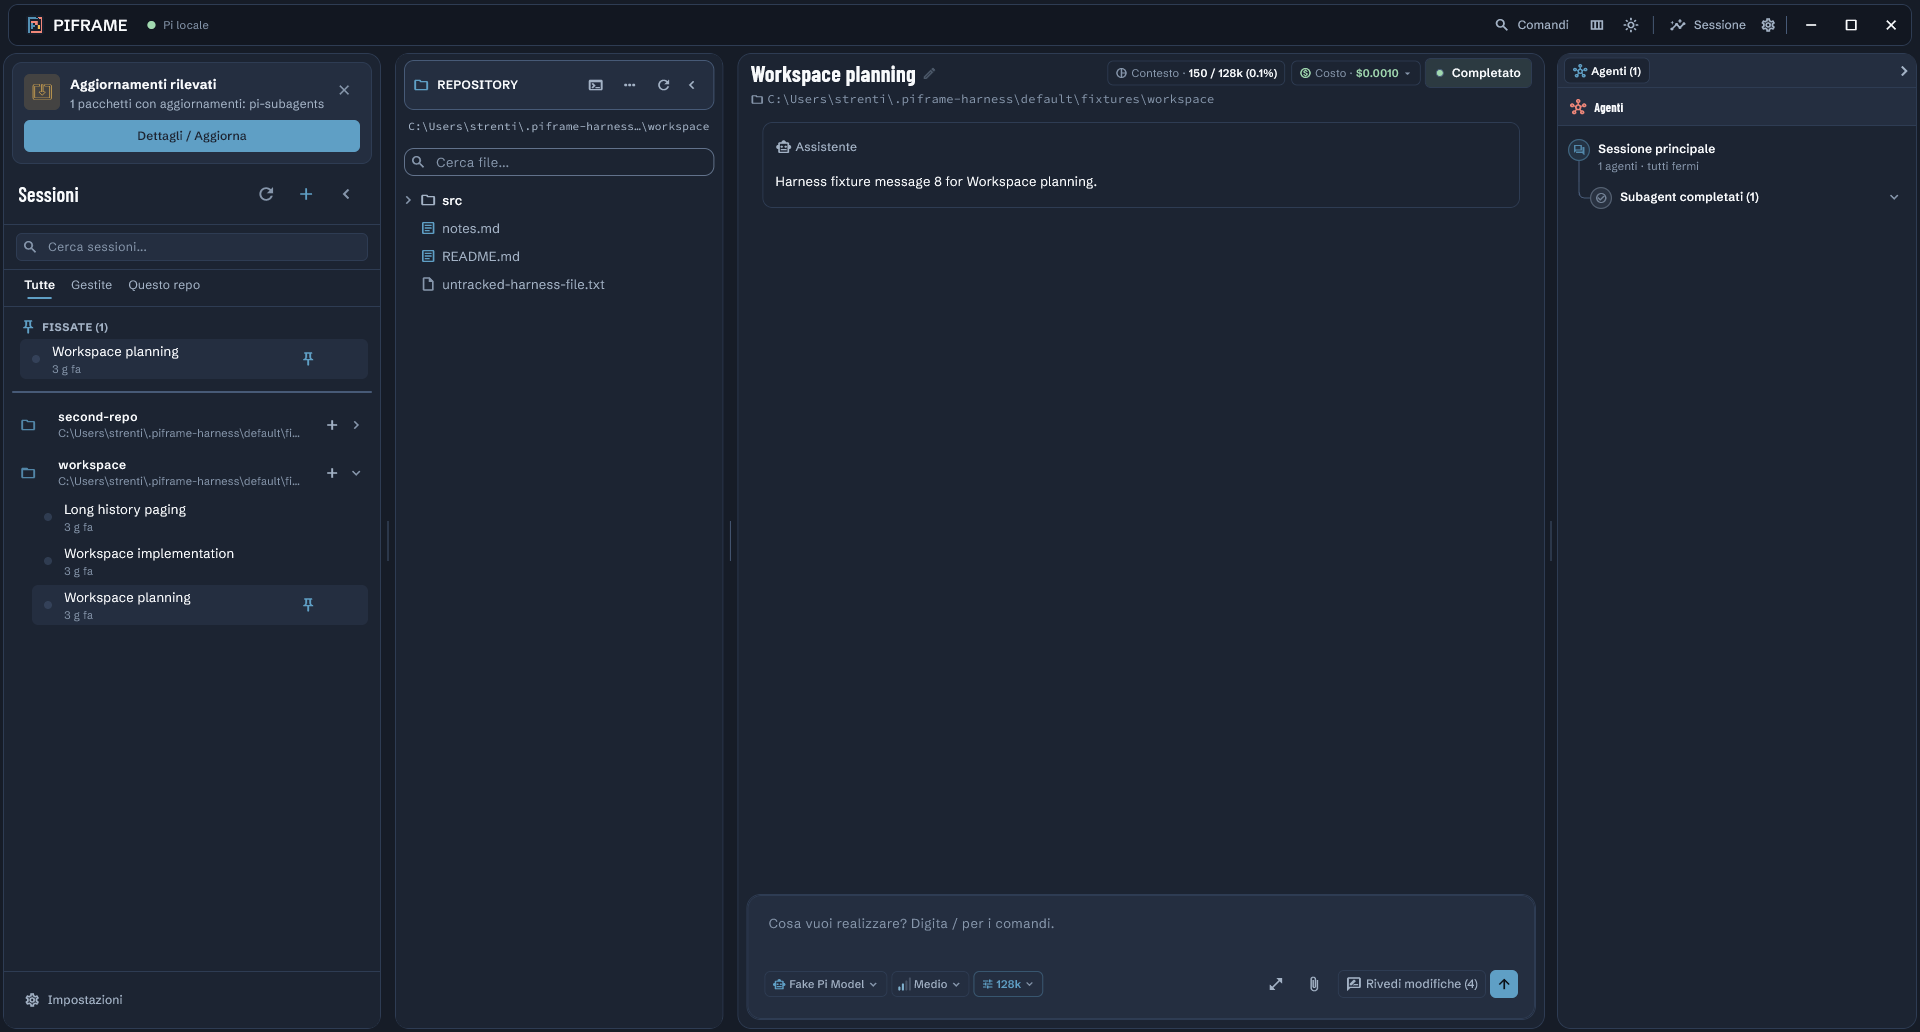 PIFRAME
Pi locale
Comandi
Sessione
Aggiornamenti rilevati
1 pacchetti con aggiornamenti: pi-subagents
Dettagli / Aggiorna
Sessioni
Cerca sessioni...
Tutte Gestite Questo repo
FISSATE (1)
Workspace planning
3 g fa
second-repo
C:\Users\strenti\.piframe-harness\default\fi...
workspace
C:\Users\strenti\.piframe-harness\default\fi...
Long history paging
3 g fa
Workspace implementation
3 g fa
Workspace planning
3 g fa
Impostazioni
REPOSITORY
C:\Users\strenti\.piframe-harness…\workspace
Cerca file...
src
notes.md
README.md
untracked-harness-file.txt
Workspace planning
Contesto · 150 / 128k (0.1%)
Costo · $0.0010
Completato
C:\Users\strenti\.piframe-harness\default\fixtures\workspace
Assistente
Harness fixture message 8 for Workspace planning.
Cosa vuoi realizzare? Digita / per i comandi.
Fake Pi Model
Medio
128k
Rivedi modifiche (4)
Agenti (1)
Agenti
Sessione principale
1 agenti · tutti fermi
Subagent completati (1)